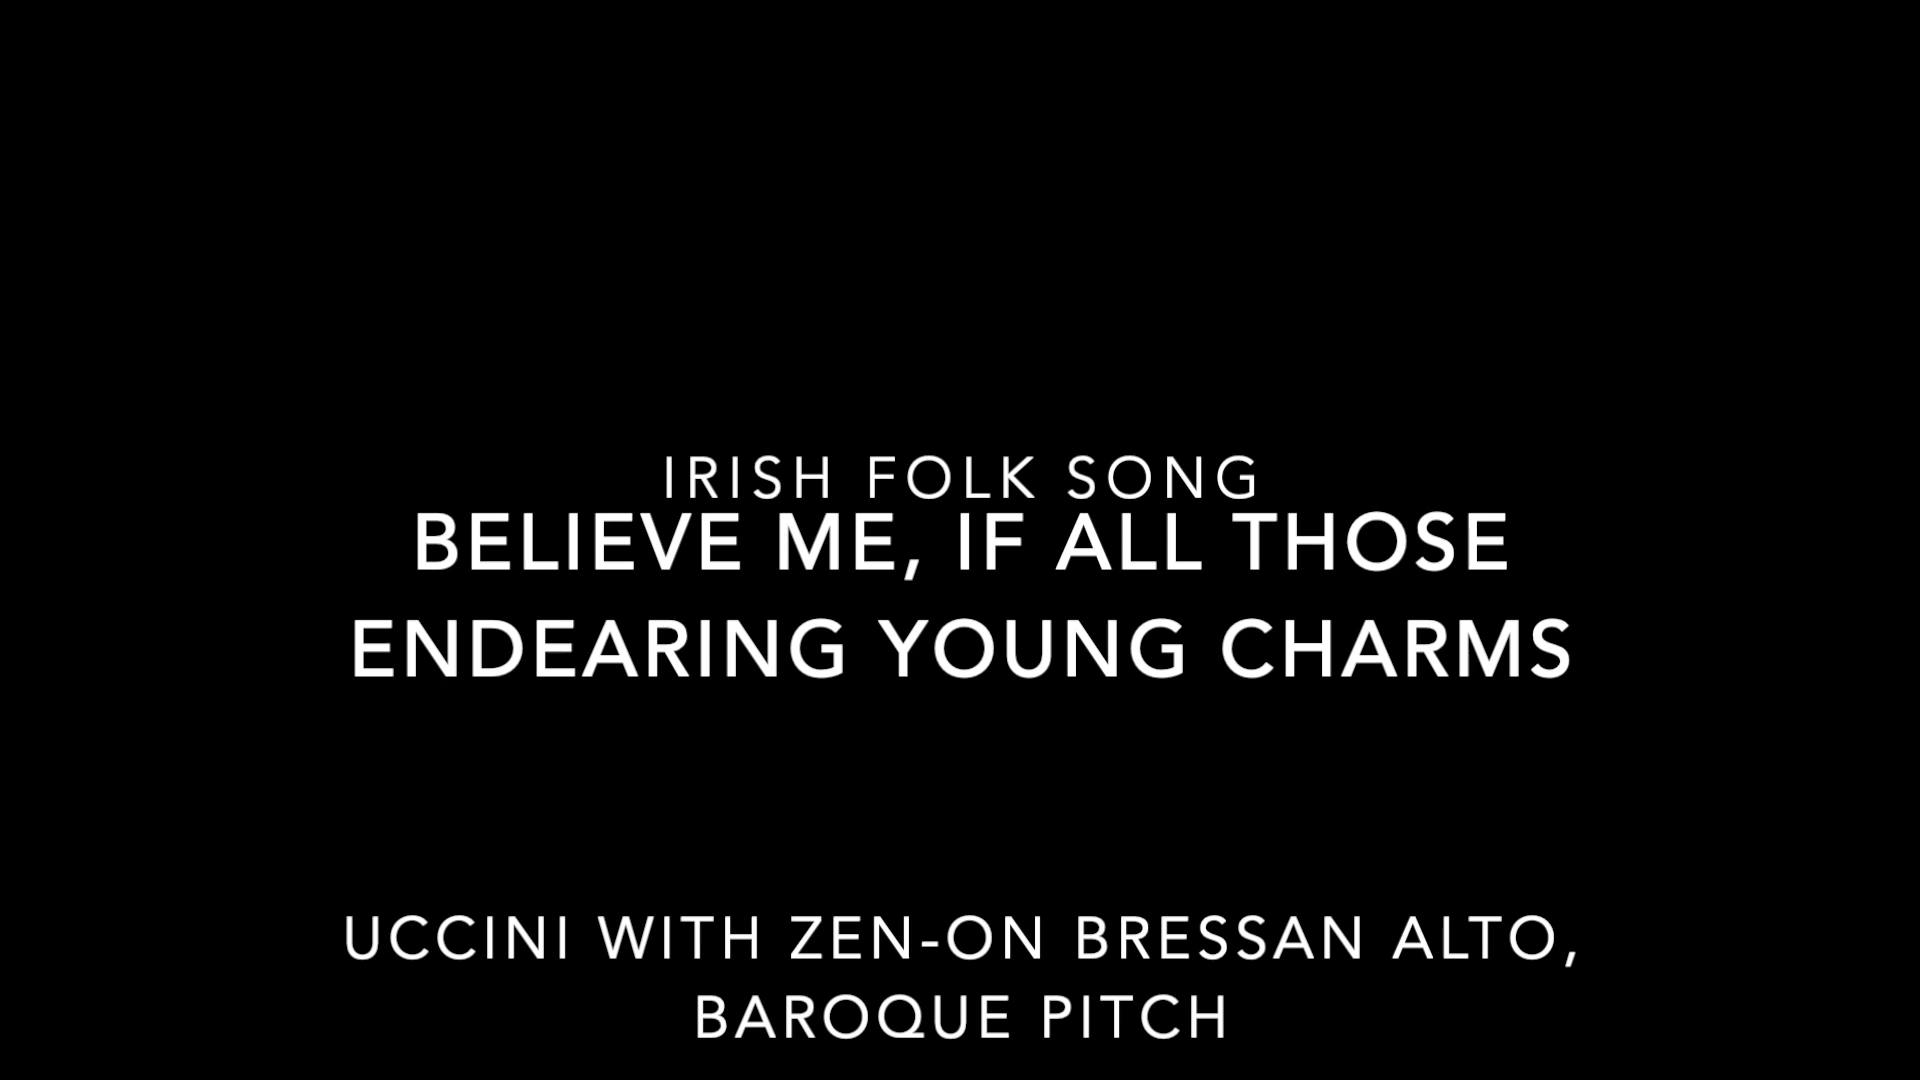 IRISH FOLK SONG
BELIEVE ME, IF ALL THOSE
ENDEARING YOUNG CHARMS
UCCINI WITH ZEN-ON BRESSAN ALTO,
BAROQUE PITCH